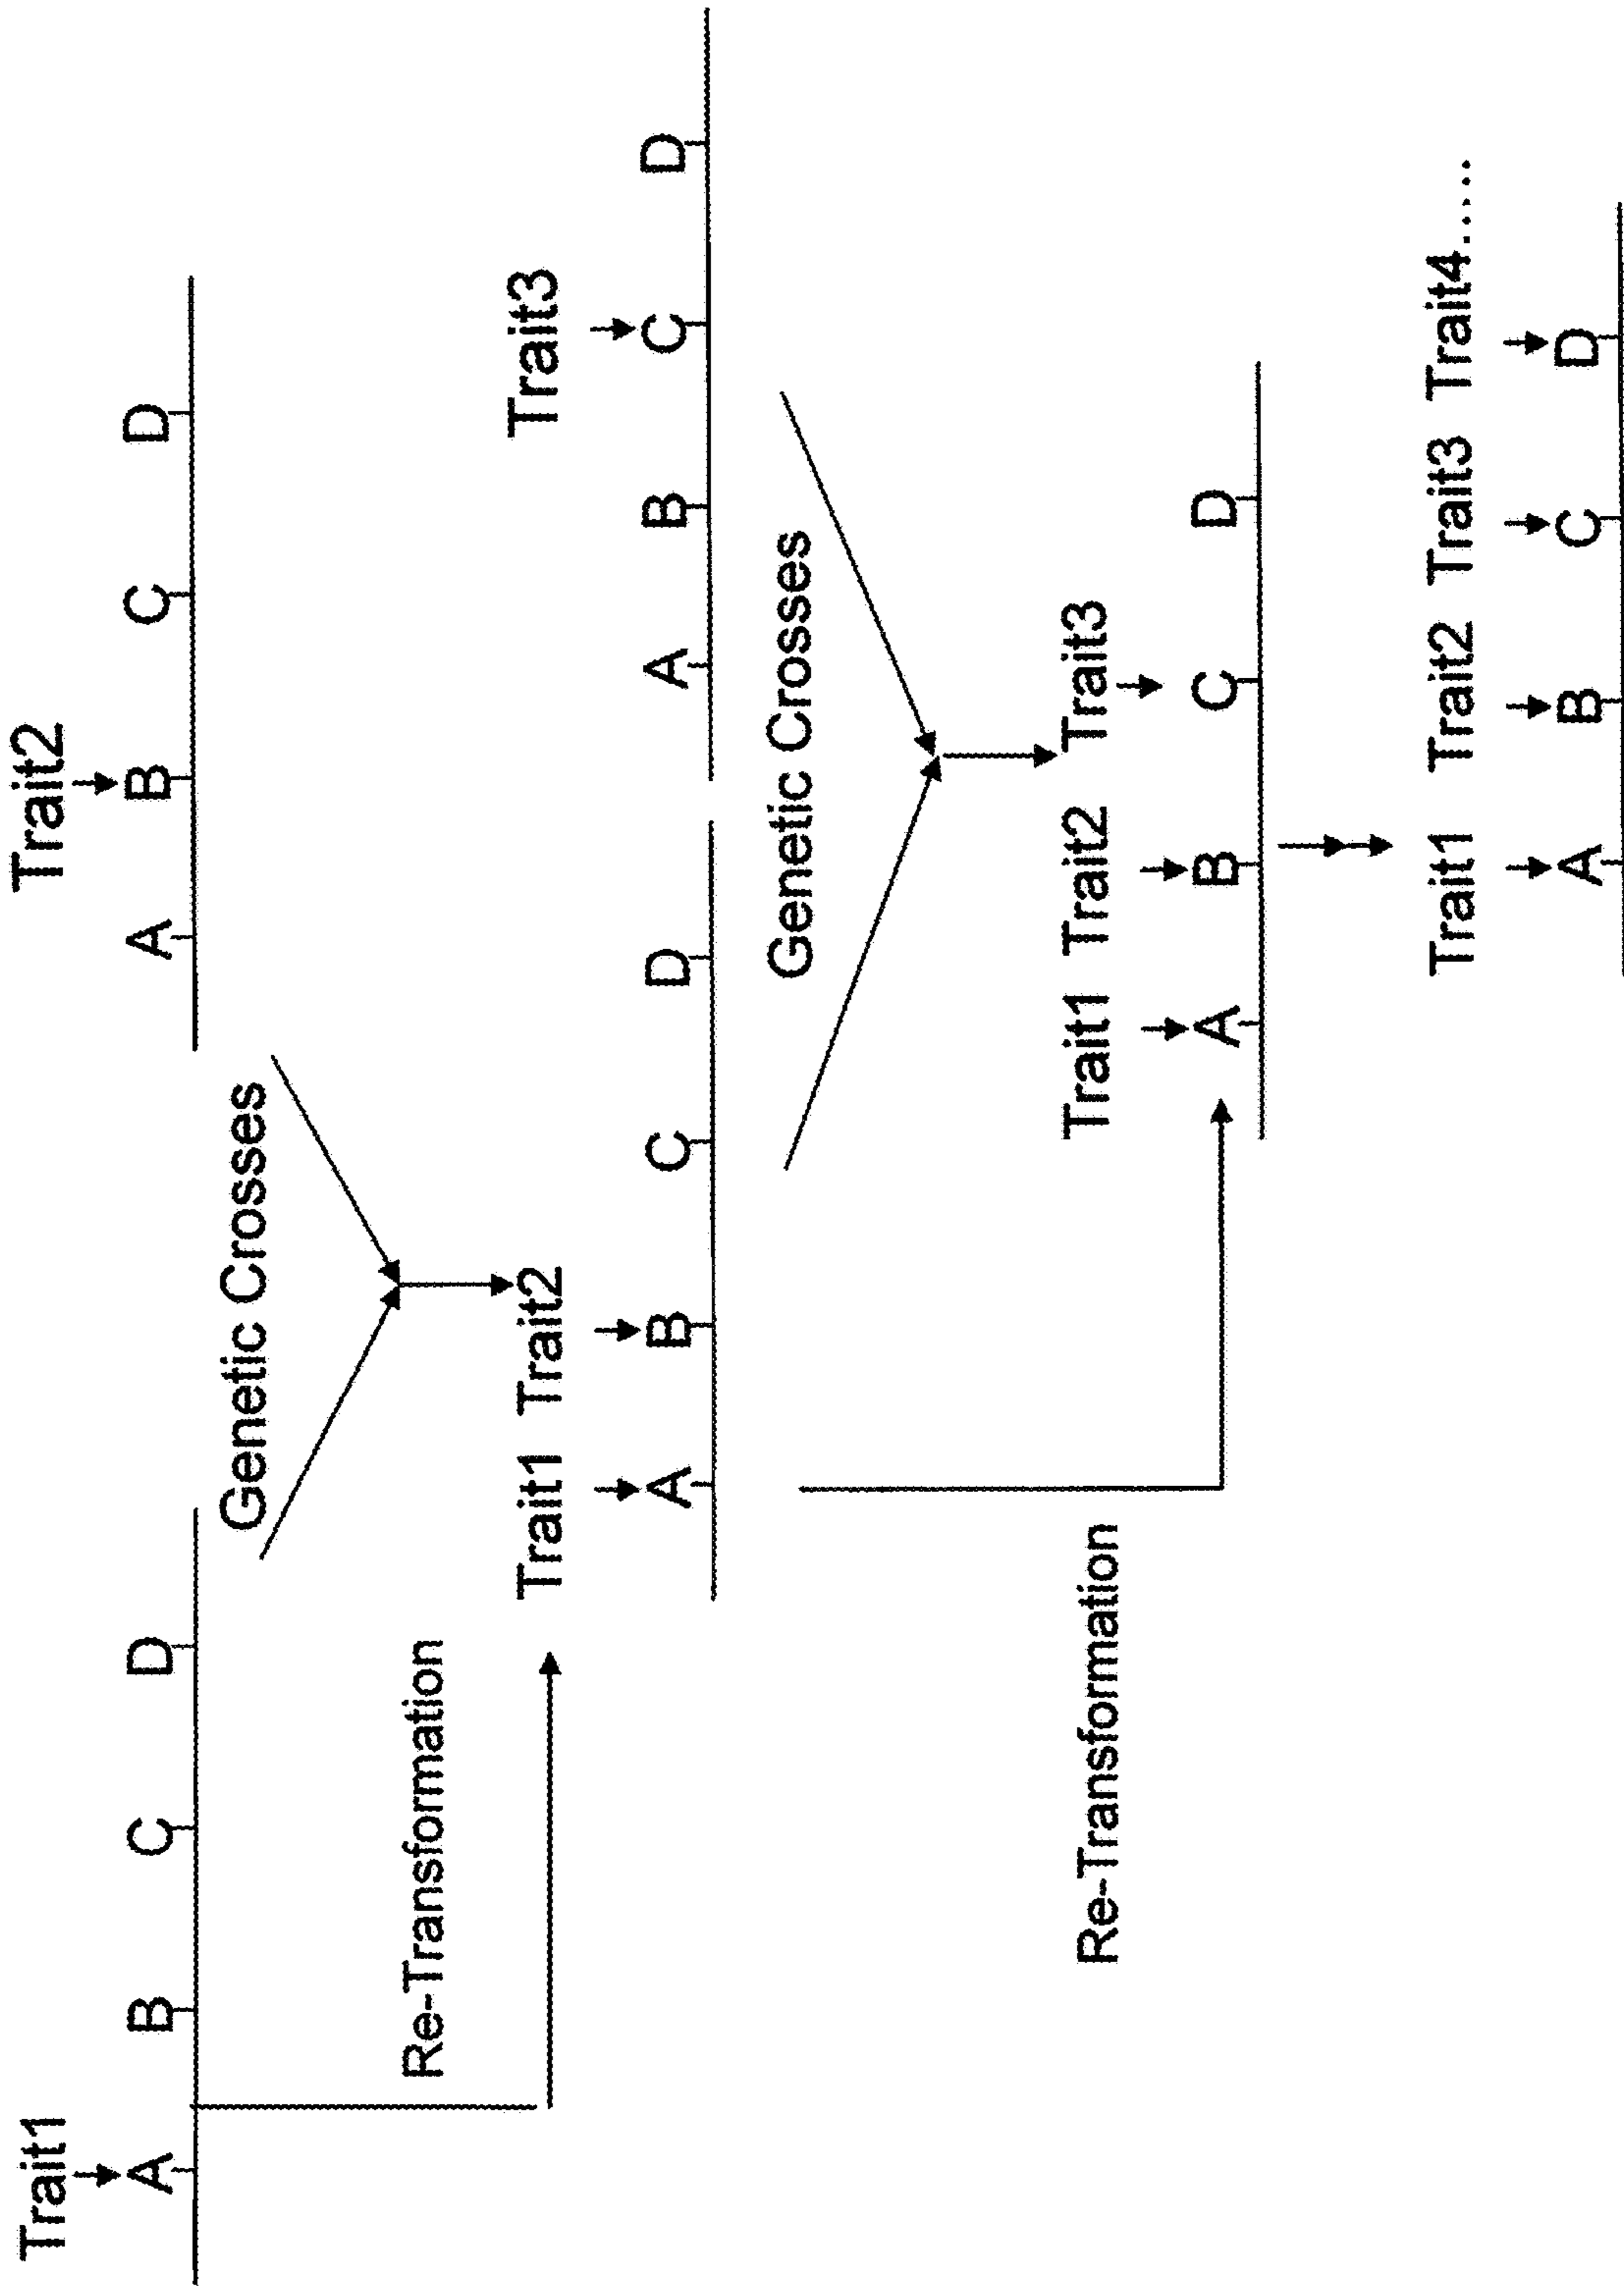 Trait1
Trait2
A B C D
A B C D
Genetic Crosses
Re-Transformation
Trait1 Trait2
Trait3
A B C D
A B C D
Genetic Crosses
Re-Transformation
Trait1 Trait2 Trait3
A B C D
Trait1 Trait2 Trait3 Trait4.....
A B C D